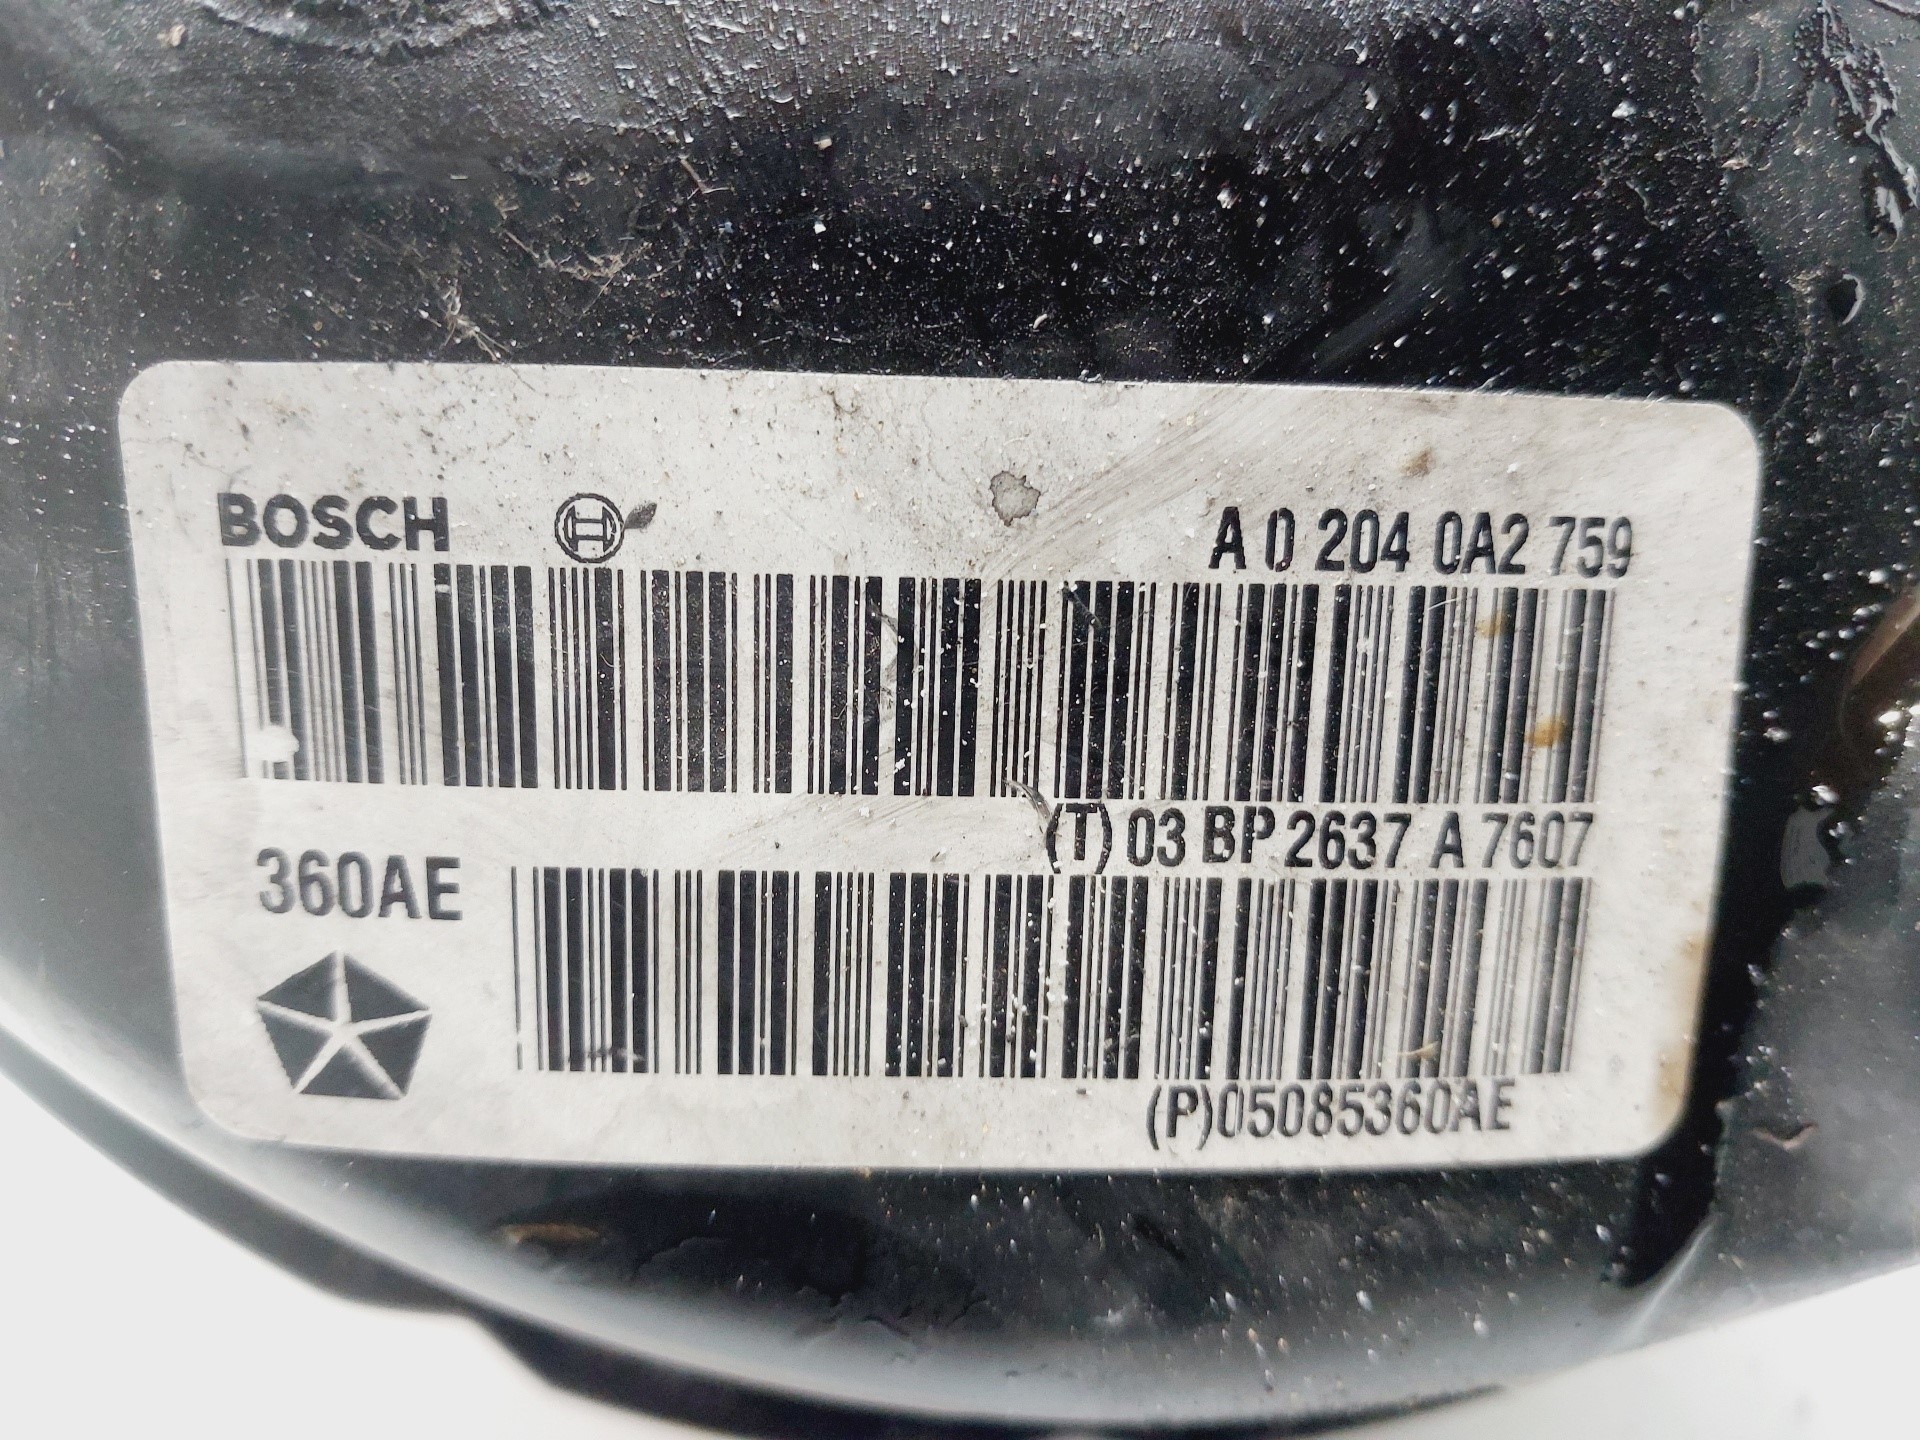 BOSCH A 0 204 0A2 759
(T) 03 BP 2637 A 7607
360AE
(P)05085360AE